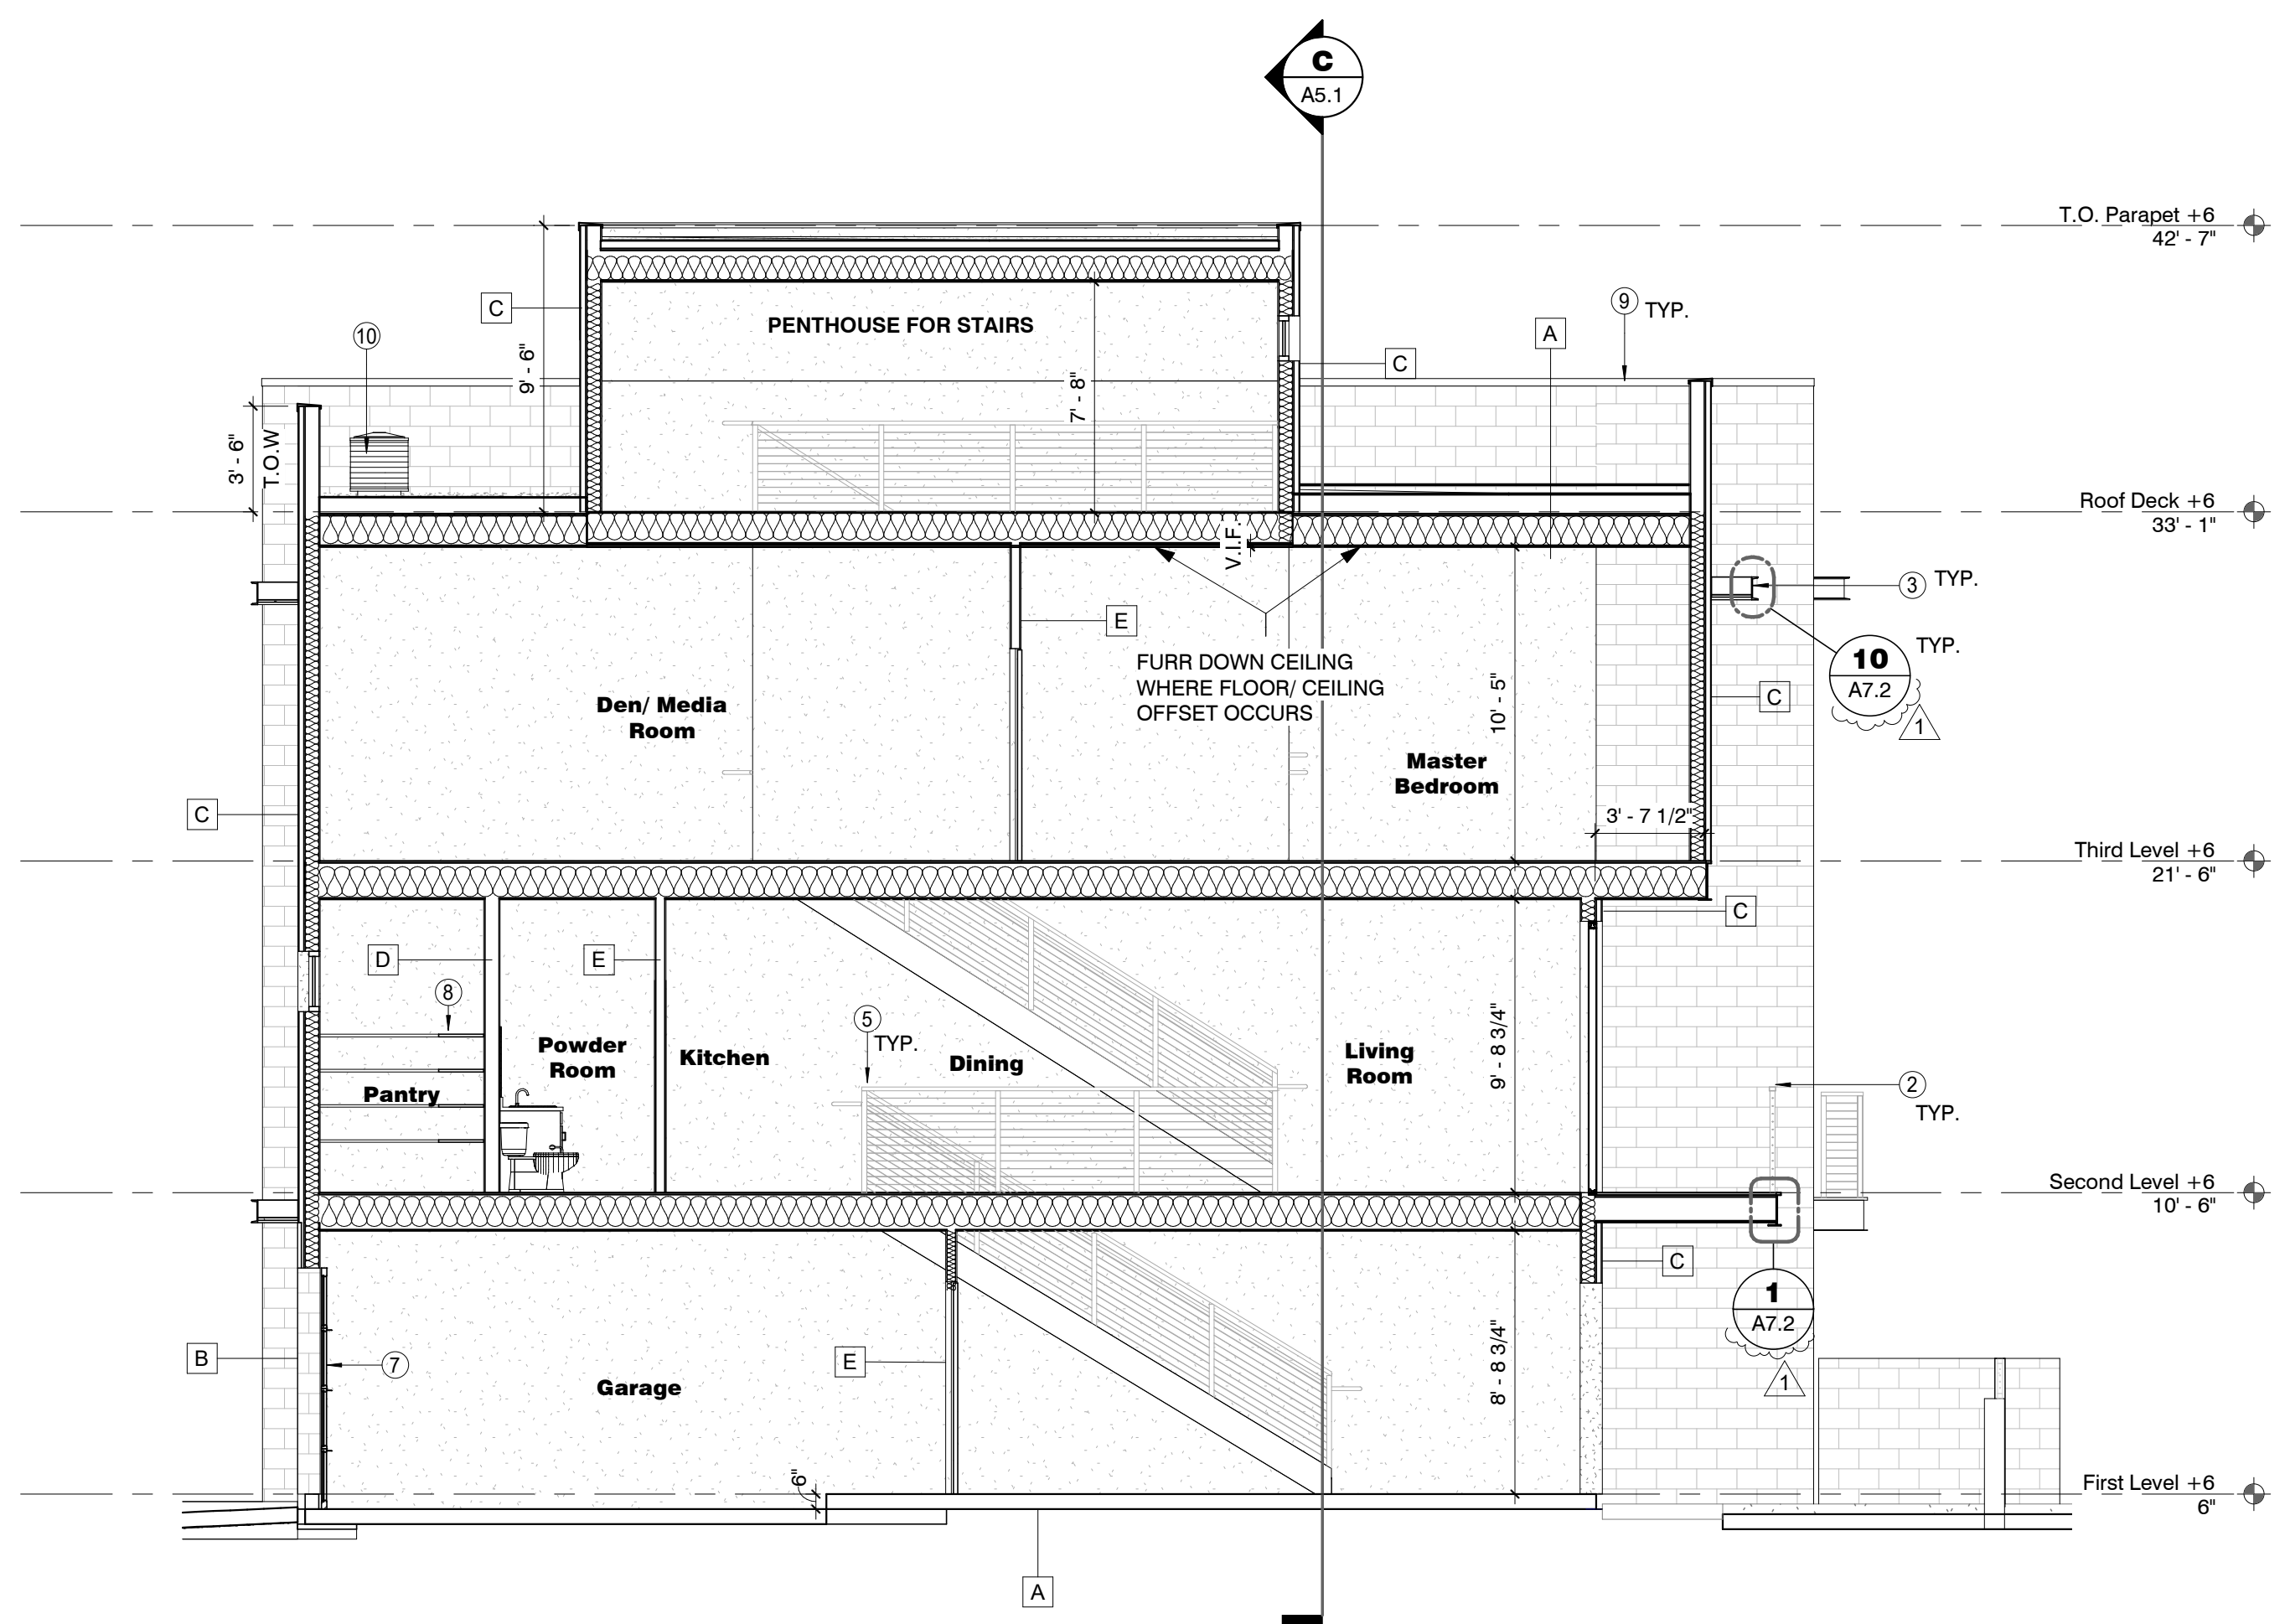 C
A5.1
T.O. Parapet +6
42' - 7"
9 TYP.
C
10
PENTHOUSE FOR STAIRS
A
C
9' - 6"
7' - 8"
3' - 6"
T.O.W
Roof Deck +6
33' - 1"
V.I.F.
3 TYP.
E
10
A7.2
TYP.
1
C
FURR DOWN CEILING
WHERE FLOOR/ CEILING
OFFSET OCCURS
Den/ Media
Room
10' - 5"
Master
Bedroom
C
3' - 7 1/2"
Third Level +6
21' - 6"
C
D
E
8
5
TYP.
Powder
Room
Kitchen
Dining
Living
Room
9' - 8 3/4"
Pantry
2
TYP.
Second Level +6
10' - 6"
C
1
A7.2
1
B
7
E
Garage
8' - 8 3/4"
6"
First Level +6
6"
A